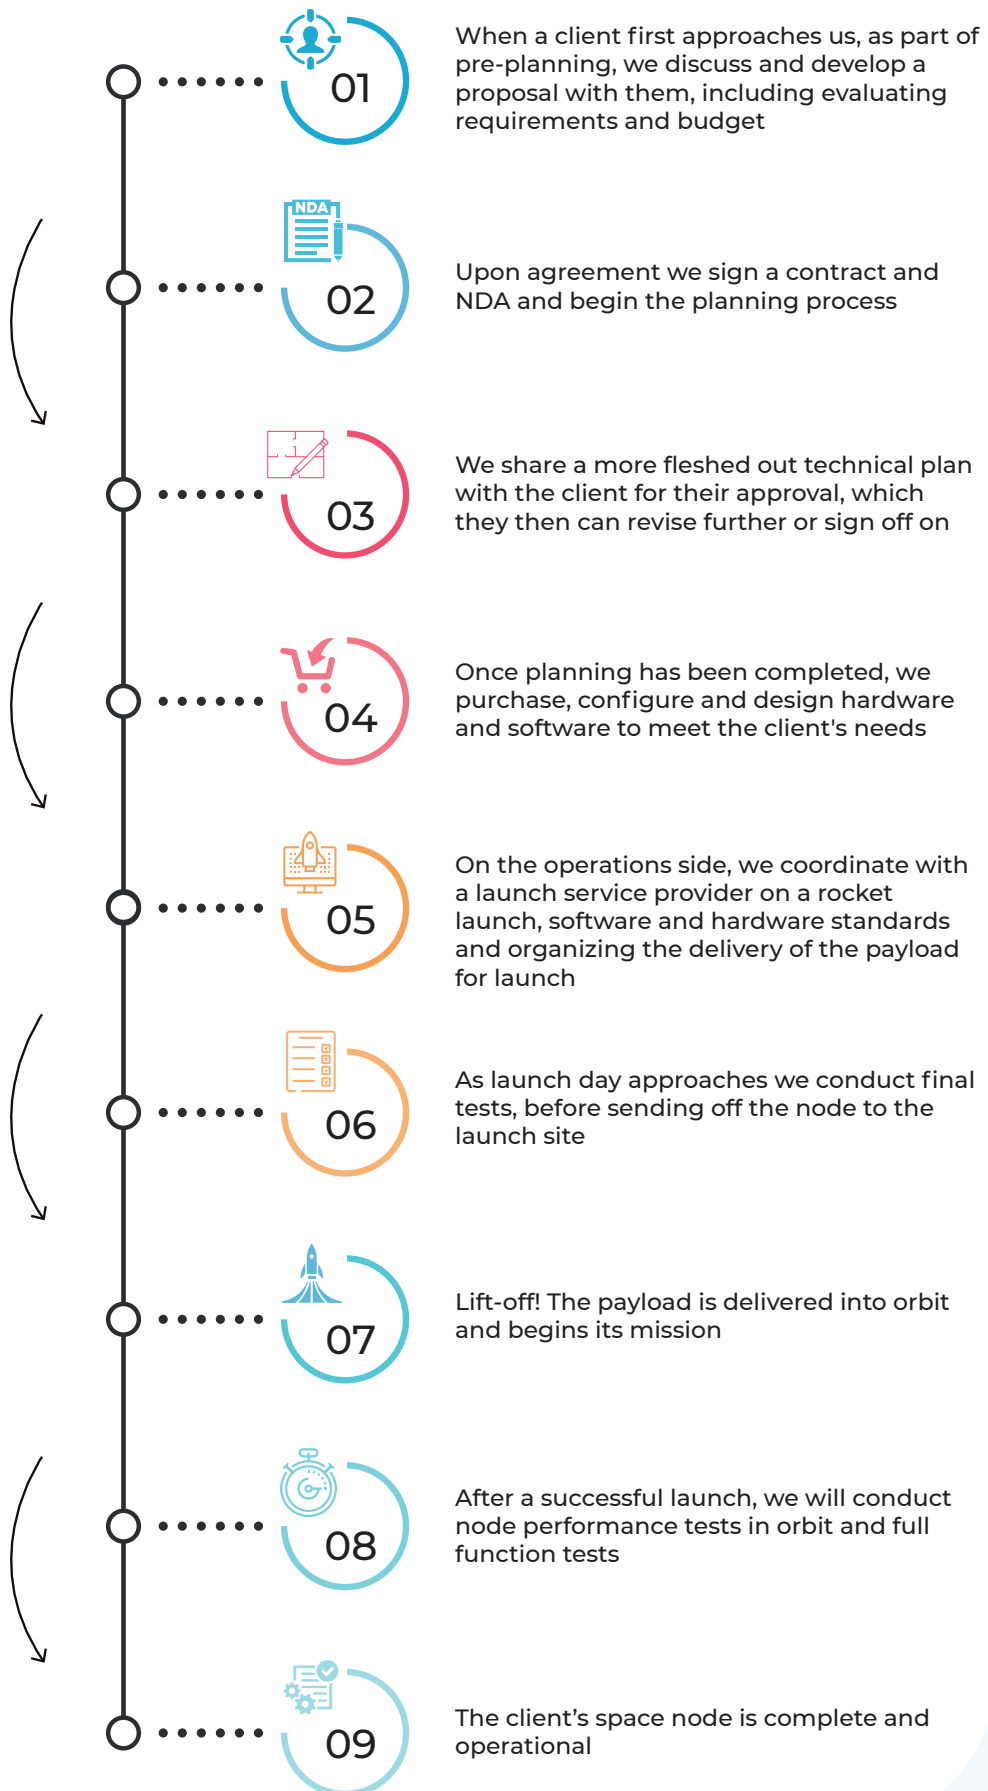 01
When a client first approaches us, as part of
pre-planning, we discuss and develop a
proposal with them, including evaluating
requirements and budget
NDA
02
Upon agreement we sign a contract and
NDA and begin the planning process
03
We share a more fleshed out technical plan
with the client for their approval, which
they then can revise further or sign off on
04
Once planning has been completed, we
purchase, configure and design hardware
and software to meet the client's needs
05
On the operations side, we coordinate with
a launch service provider on a rocket
launch, software and hardware standards
and organizing the delivery of the payload
for launch
06
As launch day approaches we conduct final
tests, before sending off the node to the
launch site
07
Lift-off! The payload is delivered into orbit
and begins its mission
08
After a successful launch, we will conduct
node performance tests in orbit and full
function tests
09
The client’s space node is complete and
operational